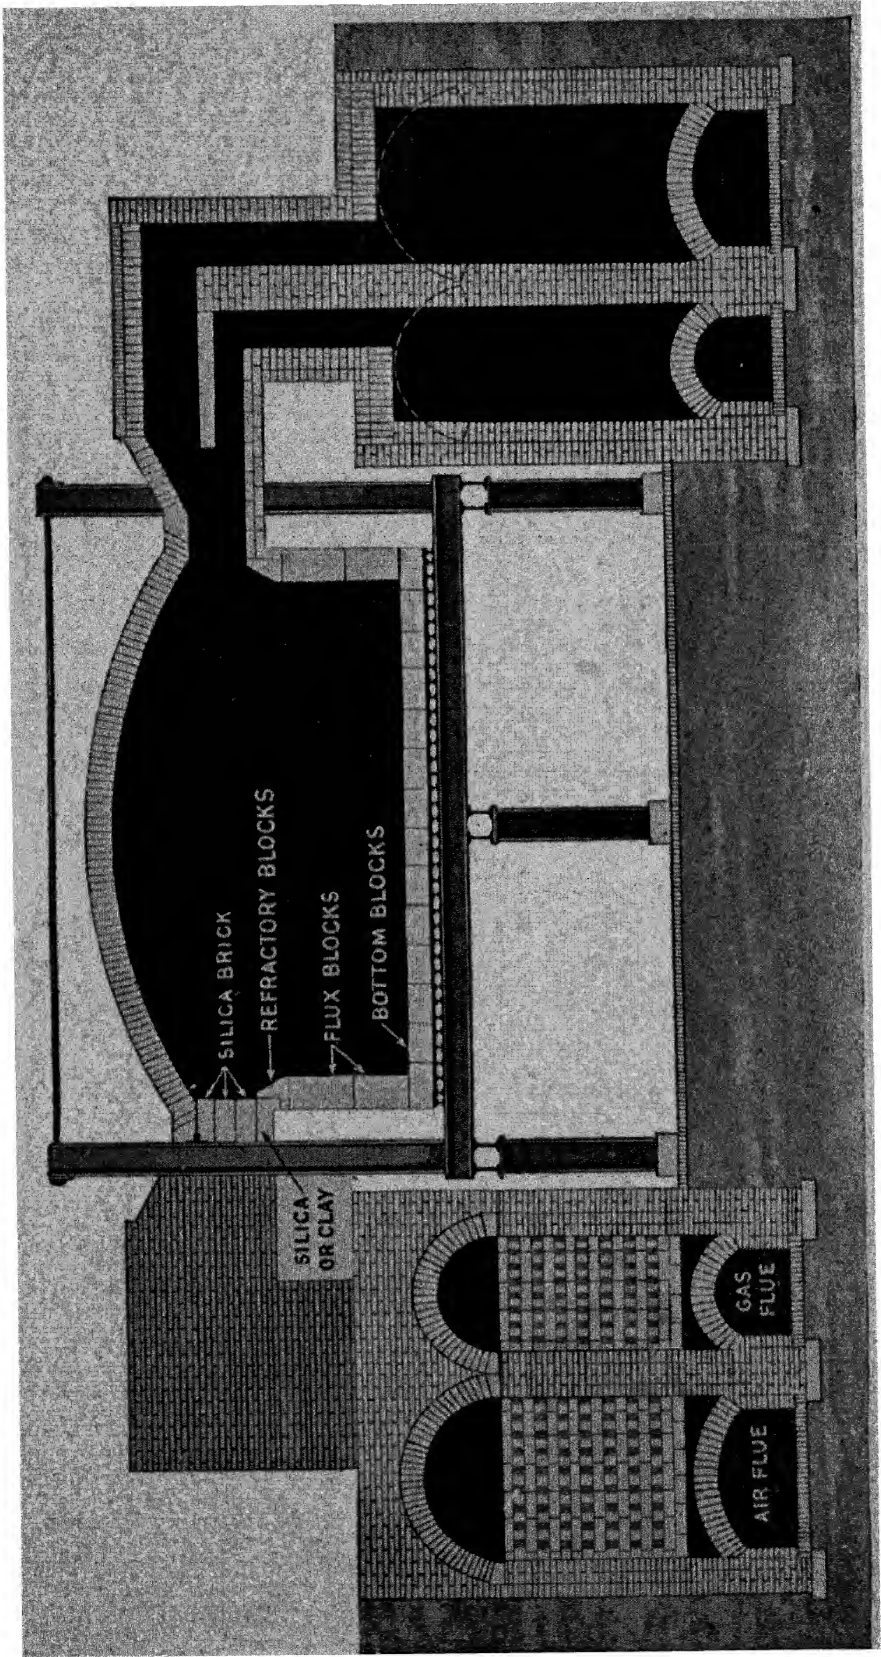 SILICA BRICK
REFRACTORY BLOCKS
FLUX BLOCKS
BOTTOM BLOCKS
SILICA
OR CLAY
AIR FLUE
GAS
FLUE